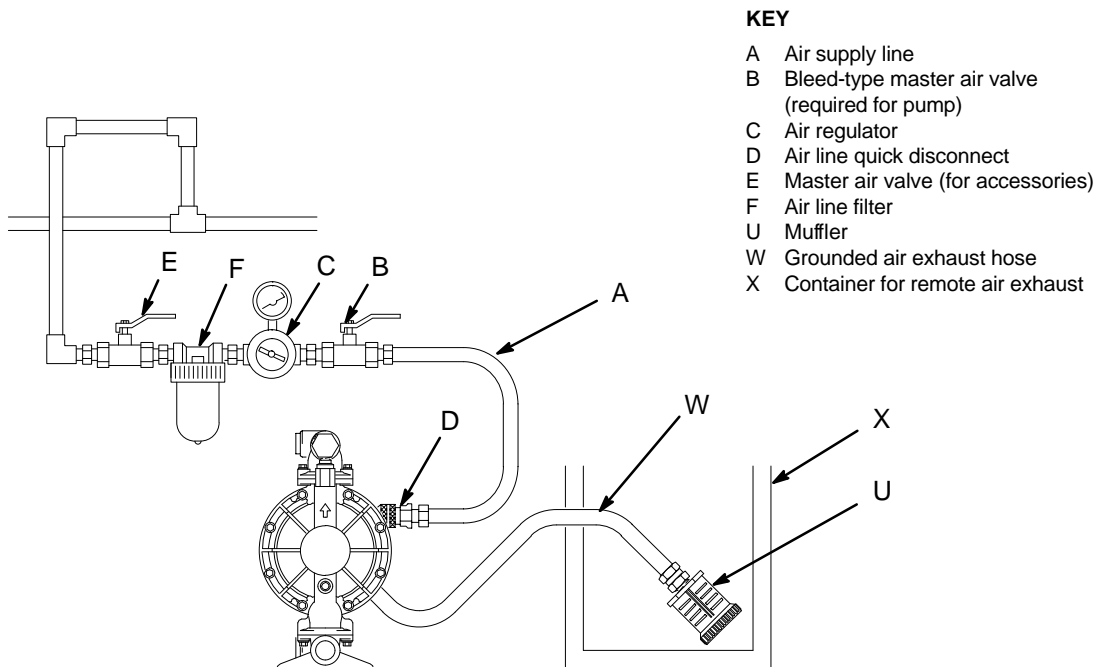 KEY
A Air supply line
B Bleed-type master air valve
(required for pump)
C Air regulator
D Air line quick disconnect
E Master air valve (for accessories)
F Air line filter
U Muffler
W Grounded air exhaust hose
X Container for remote air exhaust
E
F
C
B
A
D
W
X
U